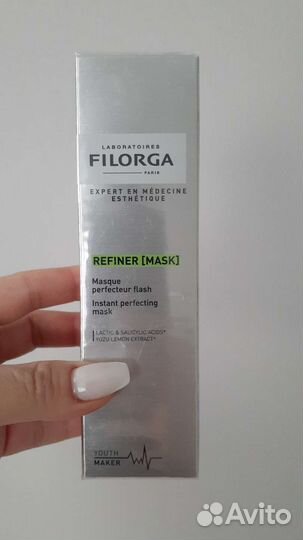 LABORATOIRES
FILORGA
PARIS
EXPERT EN MÉDECINE
ESTHÉTIQUE
REFINER [MASK]
Masque
perfecteur flash
Instant perfecting
mask
LACTIC & SALICYLIC ACIDS*
YUZU LEMON EXTRACT*
YOUTH
MAKER
Avito